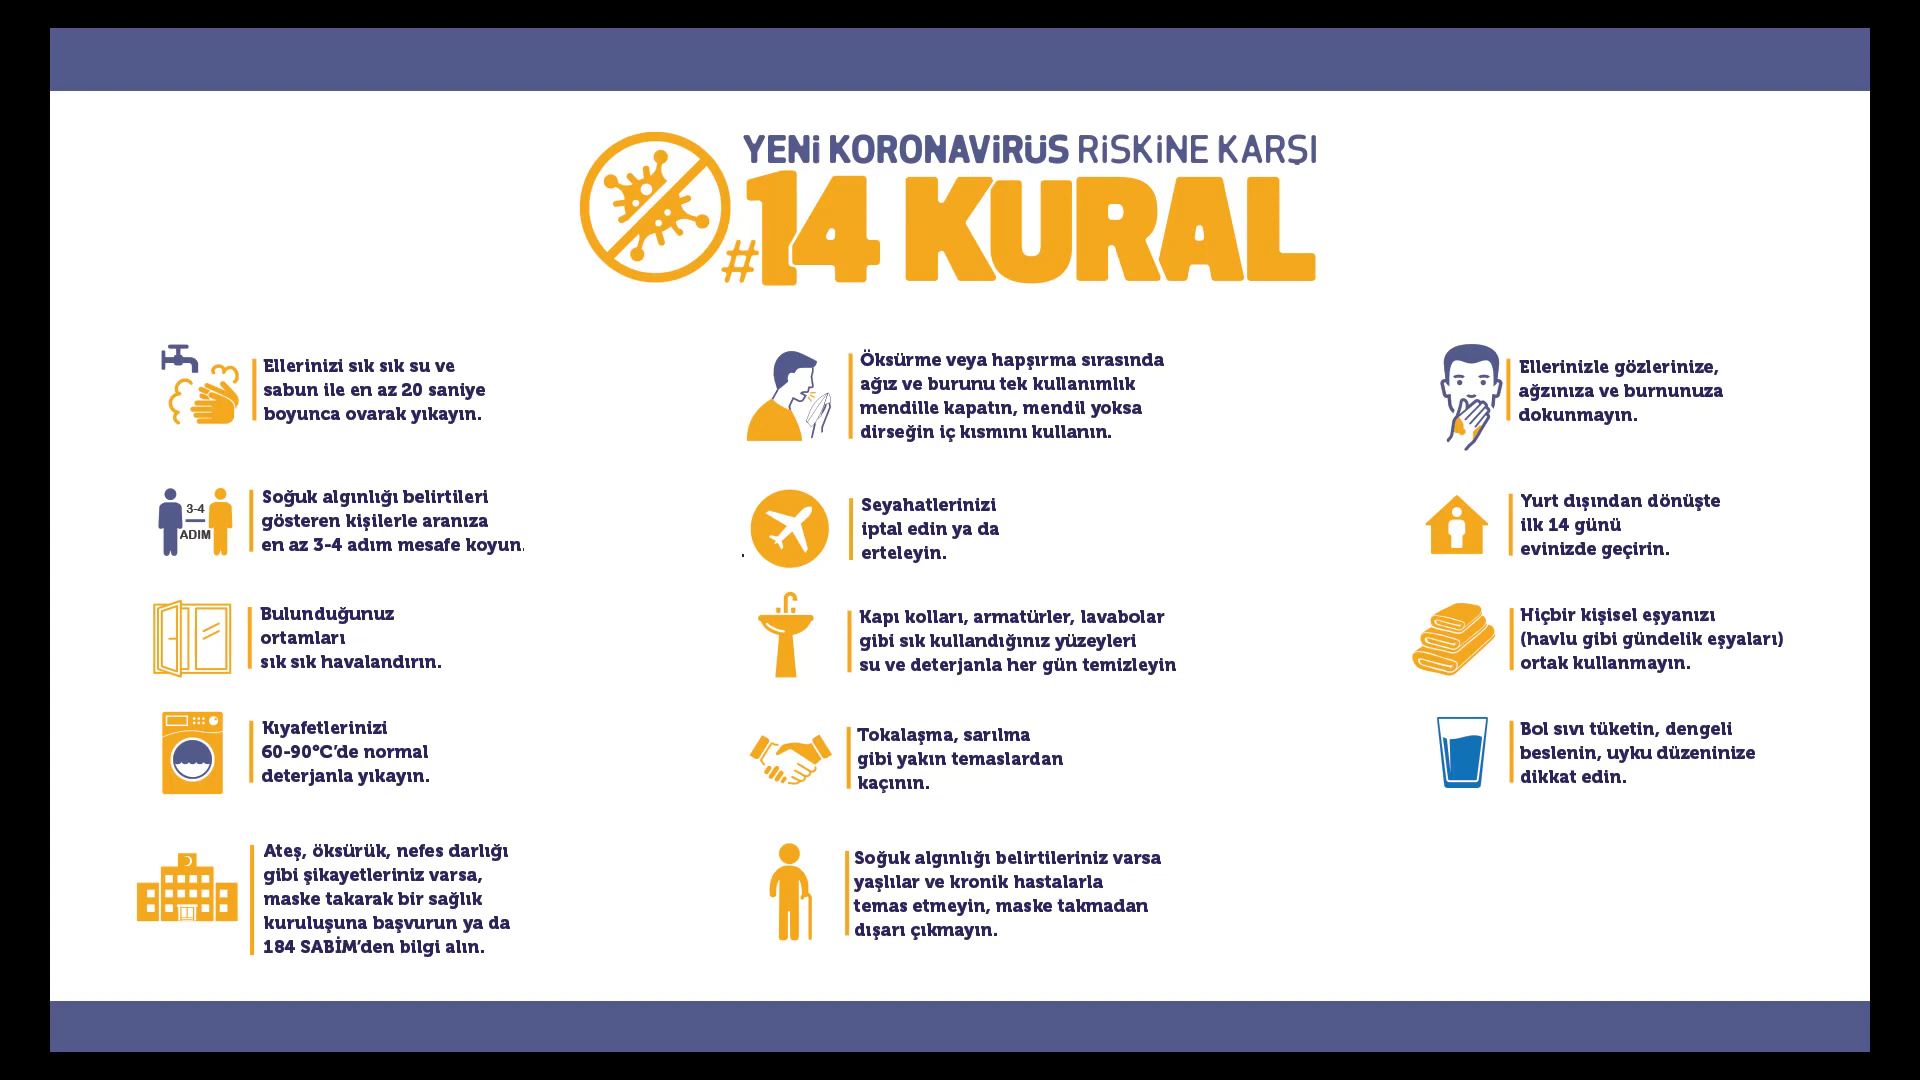 YENİ KORONAVİRÜS RİSKİNE KARŞI
#14 KURAL
Ellerinizi sık sık su ve
sabun ile en az 20 saniye
boyunca ovarak yıkayın.
Öksürme veya hapşırma sırasında
ağız ve burunu tek kullanımlık
mendille kapatın, mendil yoksa
dirseğin iç kısmını kullanın.
Ellerinizle gözlerinize,
ağzınıza ve burnunuza
dokunmayın.
3-4
ADIM
Soğuk algınlığı belirtileri
gösteren kişilerle aranıza
en az 3-4 adım mesafe koyun.
Seyahatlerinizi
iptal edin ya da
erteleyin.
Yurt dışından dönüşte
ilk 14 günü
evinizde geçirin.
Bulunduğunuz
ortamları
sık sık havalandırın.
Kapı kolları, armatürler, lavabolar
gibi sık kullandığınız yüzeyleri
su ve deterjanla her gün temizleyin
Hiçbir kişisel eşyanızı
(havlu gibi gündelik eşyaları)
ortak kullanmayın.
Kıyafetlerinizi
60-90°C'de normal
deterjanla yıkayın.
Tokalaşma, sarılma
gibi yakın temaslardan
kaçının.
Bol sıvı tüketin, dengeli
beslenin, uyku düzeninize
dikkat edin.
Ateş, öksürük, nefes darlığı
gibi şikayetleriniz varsa,
maske takarak bir sağlık
kuruluşuna başvurun ya da
184 SABİM'den bilgi alın.
Soğuk algınlığı belirtileriniz varsa
yaşlılar ve kronik hastalarla
temas etmeyin, maske takmadan
dışarı çıkmayın.